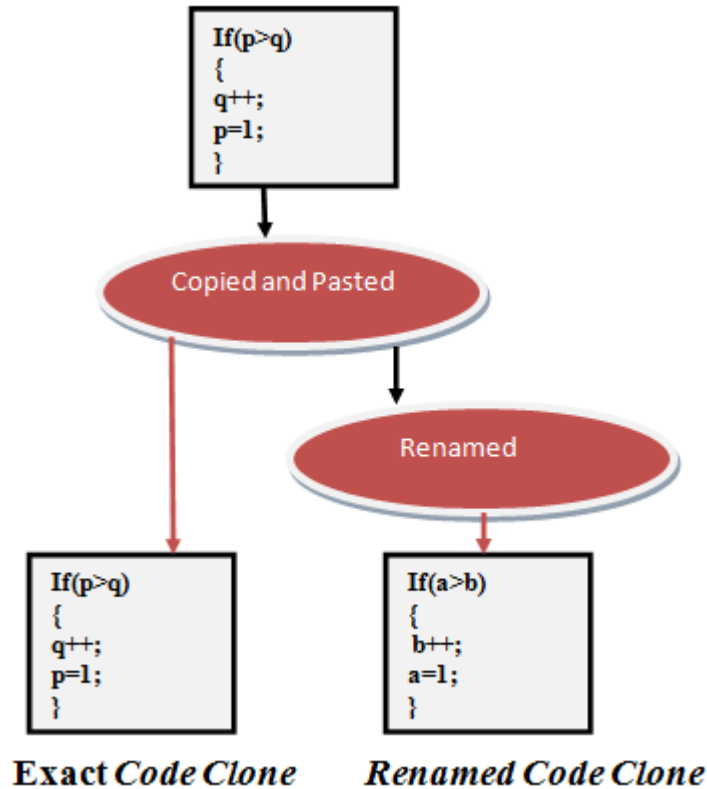 If(p>q)
{
q++;
p=1;
}
Copied and Pasted
Renamed
If(p>q)
{
q++;
p=1;
}
If(a>b)
{
b++;
a=1;
}
Exact Code Clone
Renamed Code Clone